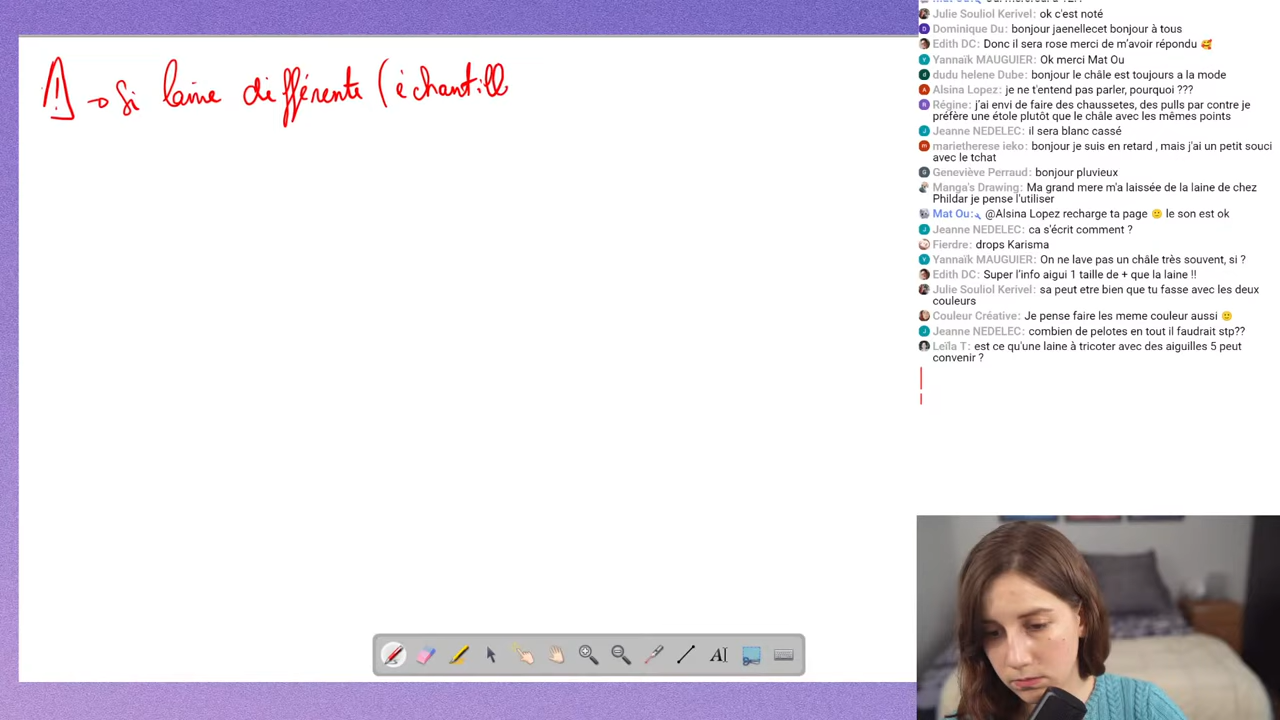 ⚠ → Si laine différente (échantill
Julie Souliol Kerivel: ok c'est noté
Dominique Du: bonjour jaenellecet bonjour à tous
Edith DC: Donc il sera rose merci de m'avoir répondu 🥰
Yannaïk MAUGUIER: Ok merci Mat Ou
dudu helene Dube: bonjour le châle est toujours a la mode
Alsina Lopez: je ne t'entend pas parler, pourquoi ???
Régine: j'ai envi de faire des chaussetes, des pulls par contre je
préfère une étole plutôt que le châle avec les mêmes points
Jeanne NEDELEC: il sera blanc cassé
marietherese ieko: bonjour je suis en retard , mais j'ai un petit souci
avec le tchat
Geneviève Perraud: bonjour pluvieux
Manga's Drawing: Ma grand mere m'a laissée de la laine de chez
Phildar je pense l'utiliser
Mat Ou: @Alsina Lopez recharge ta page 🙂 le son est ok
Jeanne NEDELEC: ca s'écrit comment ?
Fierdre: drops Karisma
Yannaïk MAUGUIER: On ne lave pas un châle très souvent, si ?
Edith DC: Super l'info aigui 1 taille de + que la laine !!
Julie Souliol Kerivel: sa peut etre bien que tu fasse avec les deux
couleurs
Couleur Créative: Je pense faire les meme couleur aussi 🙂
Jeanne NEDELEC: combien de pelotes en tout il faudrait stp??
Leïla T: est ce qu'une laine à tricoter avec des aiguilles 5 peut
convenir ?
AI